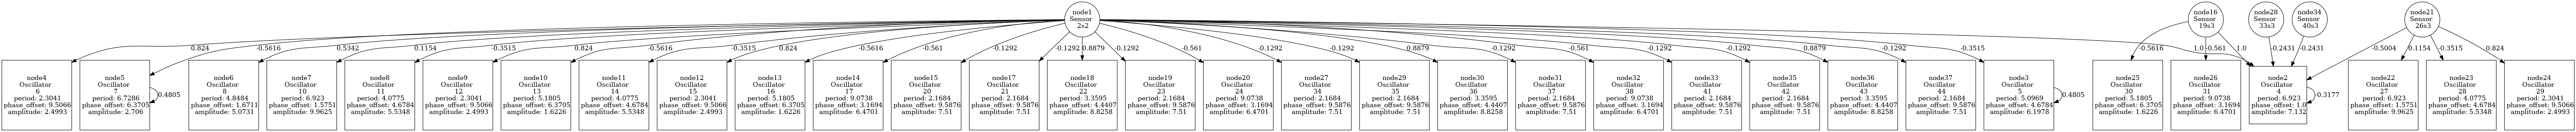 node1
Sensor
2s2
node16
Sensor
19s3
node28
Sensor
33s3
node34
Sensor
40s3
node21
Sensor
26s3
0.824
-0.5616
0.5342
0.1154
-0.3515
0.824
-0.5616
-0.3515
0.824
-0.5616
-0.561
-0.1292
-0.1292
0.8879
-0.1292
-0.561
-0.1292
-0.1292
0.8879
-0.1292
-0.561
-0.1292
-0.1292
0.8879
-0.1292
-0.3515
1.0
-0.5616
-0.561
1.0
-0.2431
-0.2431
-0.5004
0.1154
-0.3515
0.824
node4
Oscillator
6
period: 2.3041
phase_offset: 9.5066
amplitude: 2.4993
node5
Oscillator
7
period: 6.7286
phase_offset: 6.3705
amplitude: 2.706
0.4805
node6
Oscillator
8
period: 4.8484
phase_offset: 1.6711
amplitude: 5.0731
node7
Oscillator
10
period: 6.923
phase_offset: 1.5751
amplitude: 9.9625
node8
Oscillator
11
period: 4.0775
phase_offset: 4.6784
amplitude: 5.5348
node9
Oscillator
12
period: 2.3041
phase_offset: 9.5066
amplitude: 2.4993
node10
Oscillator
13
period: 5.1805
phase_offset: 6.3705
amplitude: 1.6226
node11
Oscillator
14
period: 4.0775
phase_offset: 4.6784
amplitude: 5.5348
node12
Oscillator
15
period: 2.3041
phase_offset: 9.5066
amplitude: 2.4993
node13
Oscillator
16
period: 5.1805
phase_offset: 6.3705
amplitude: 1.6226
node14
Oscillator
17
period: 9.0738
phase_offset: 3.1694
amplitude: 6.4701
node15
Oscillator
20
period: 2.1684
phase_offset: 9.5876
amplitude: 7.51
node17
Oscillator
21
period: 2.1684
phase_offset: 9.5876
amplitude: 7.51
node18
Oscillator
22
period: 3.3595
phase_offset: 4.4407
amplitude: 8.8258
node19
Oscillator
23
period: 2.1684
phase_offset: 9.5876
amplitude: 7.51
node20
Oscillator
24
period: 9.0738
phase_offset: 3.1694
amplitude: 6.4701
node27
Oscillator
34
period: 2.1684
phase_offset: 9.5876
amplitude: 7.51
node29
Oscillator
35
period: 2.1684
phase_offset: 9.5876
amplitude: 7.51
node30
Oscillator
36
period: 3.3595
phase_offset: 4.4407
amplitude: 8.8258
node31
Oscillator
37
period: 2.1684
phase_offset: 9.5876
amplitude: 7.51
node32
Oscillator
38
period: 9.0738
phase_offset: 3.1694
amplitude: 6.4701
node33
Oscillator
41
period: 2.1684
phase_offset: 9.5876
amplitude: 7.51
node35
Oscillator
42
period: 2.1684
phase_offset: 9.5876
amplitude: 7.51
node36
Oscillator
43
period: 3.3595
phase_offset: 4.4407
amplitude: 8.8258
node37
Oscillator
44
period: 2.1684
phase_offset: 9.5876
amplitude: 7.51
node3
Oscillator
5
period: 5.0969
phase_offset: 4.6784
amplitude: 6.1978
0.4805
node25
Oscillator
30
period: 5.1805
phase_offset: 6.3705
amplitude: 1.6226
node26
Oscillator
31
period: 9.0738
phase_offset: 3.1694
amplitude: 6.4701
node2
Oscillator
4
period: 6.923
phase_offset: 1.0
amplitude: 7.132
0.3177
node22
Oscillator
27
period: 6.923
phase_offset: 1.5751
amplitude: 9.9625
node23
Oscillator
28
period: 4.0775
phase_offset: 4.6784
amplitude: 5.5348
node24
Oscillator
29
period: 2.3041
phase_offset: 9.5066
amplitude: 2.4993